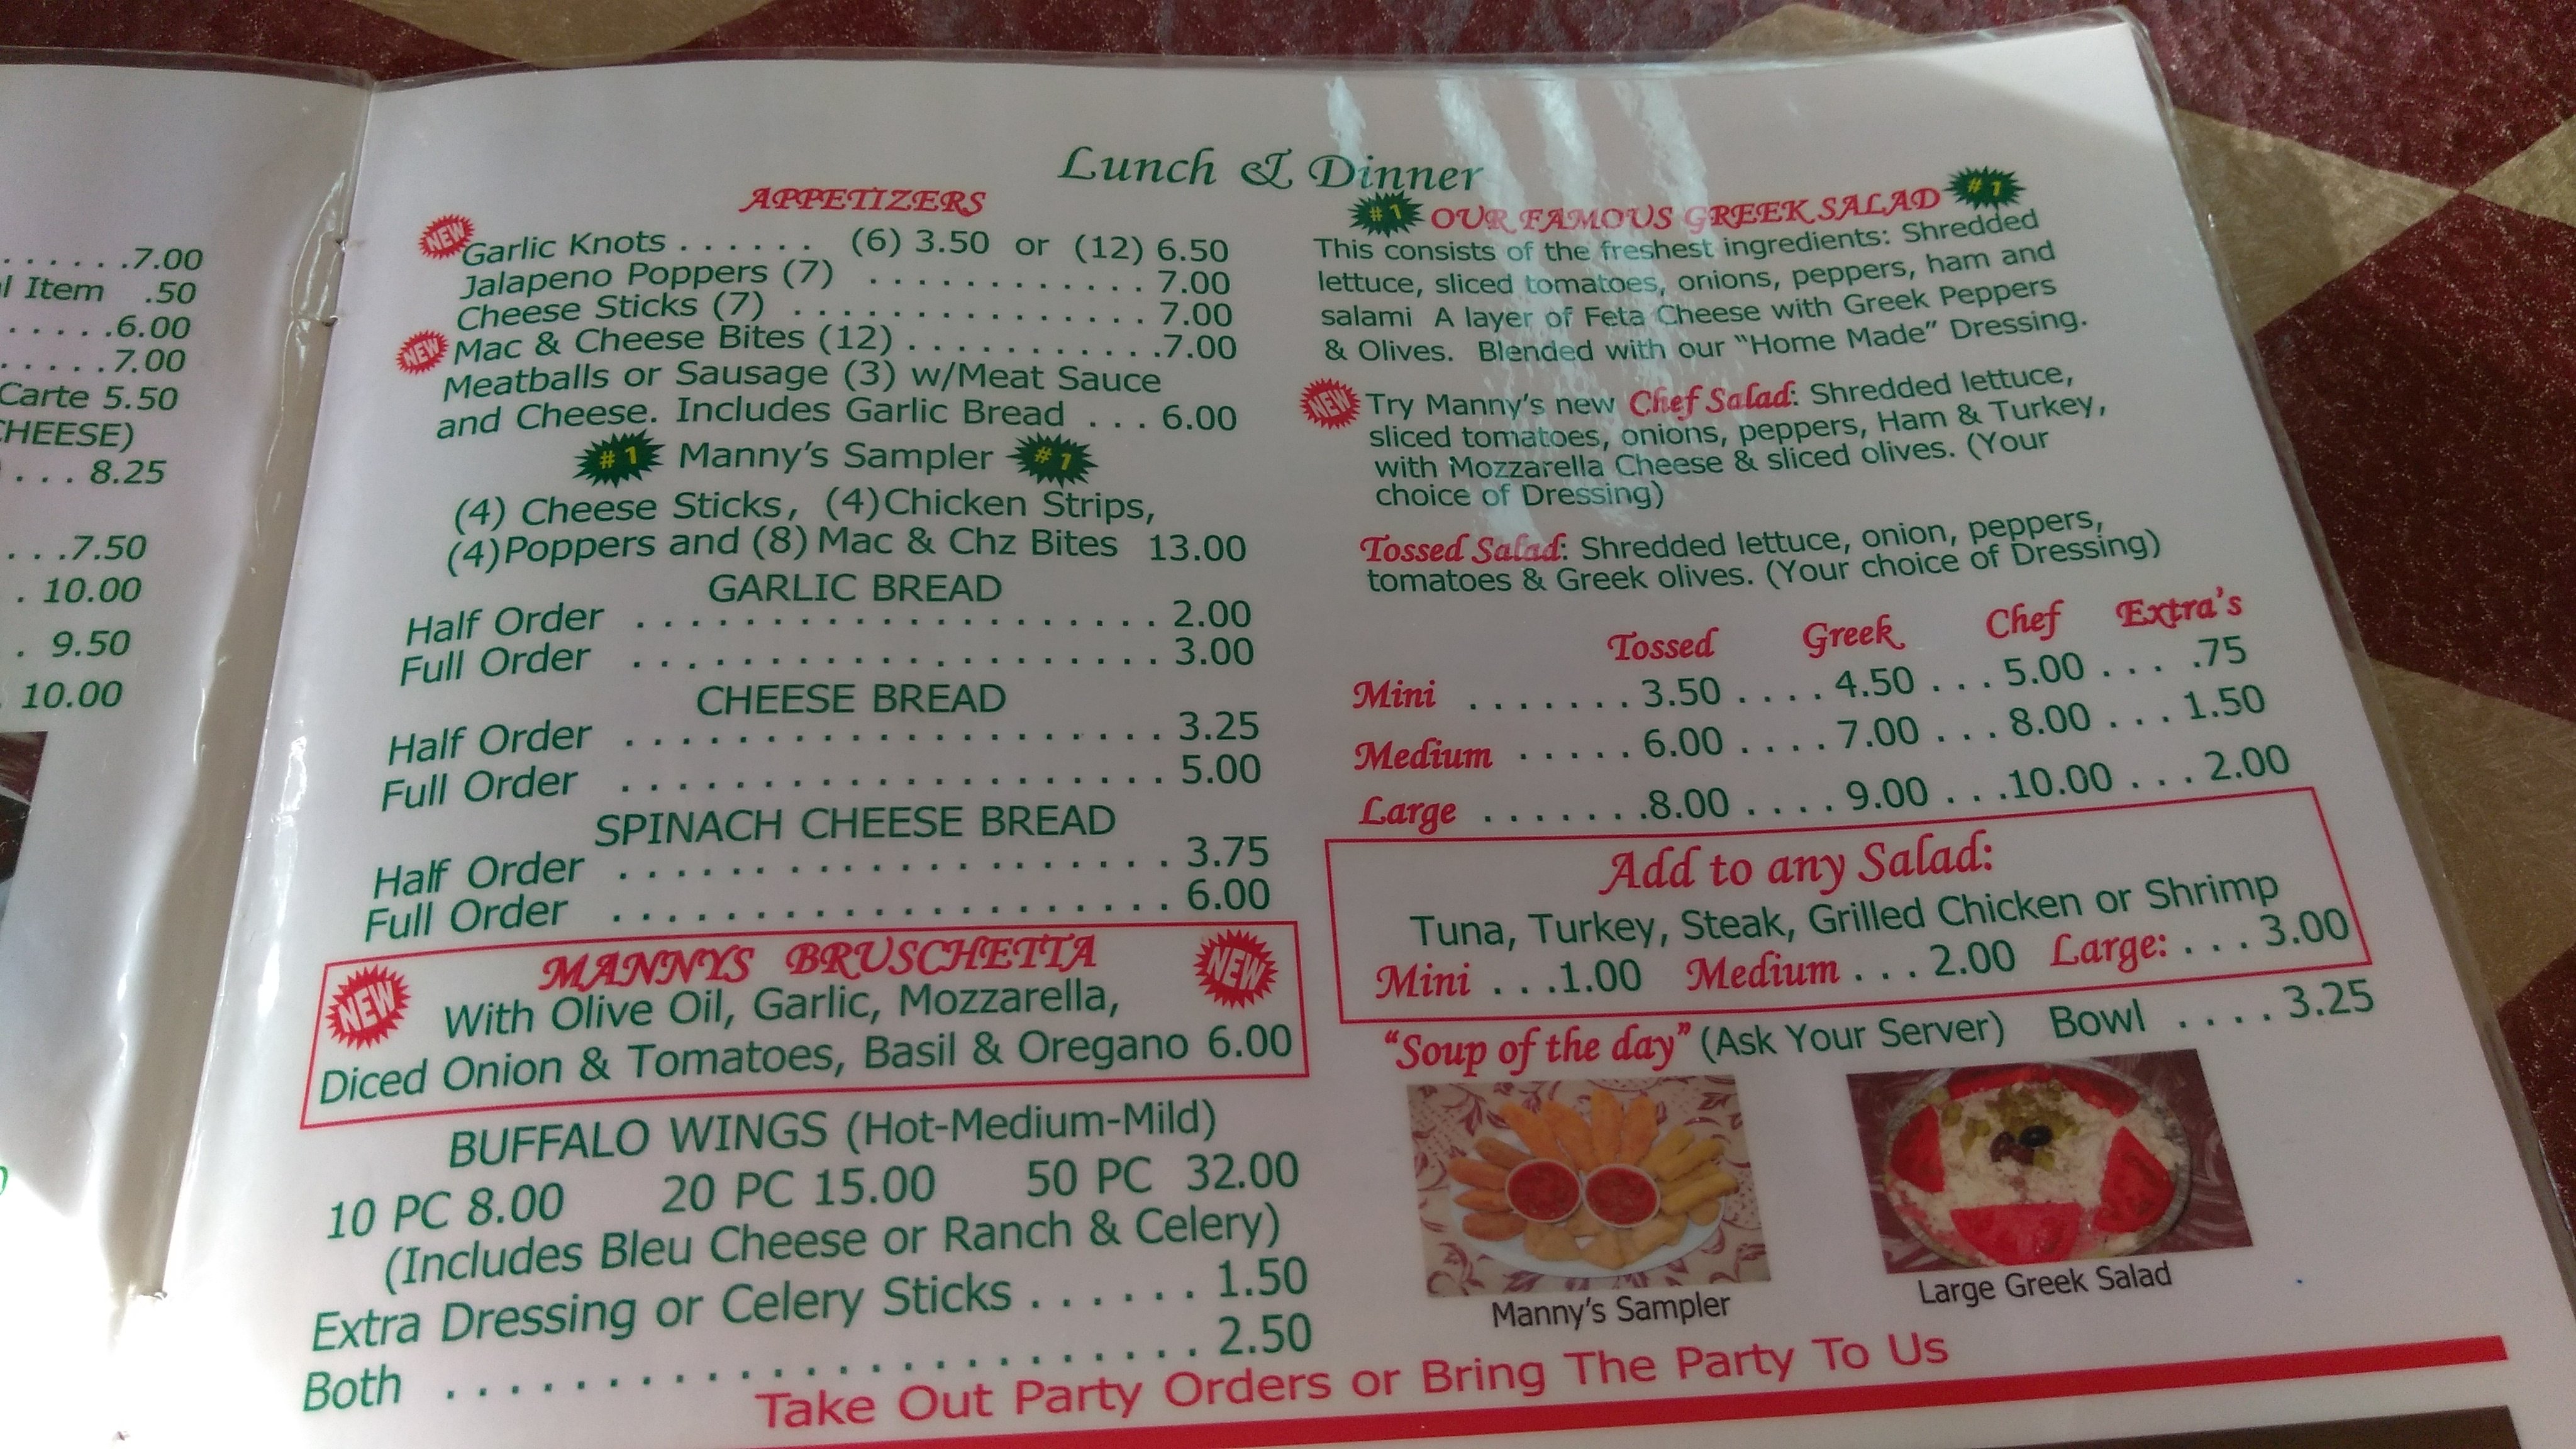 . . . . . .7.00
l Item .50
. . . . .6.00
. . . . .7.00
Carte 5.50
CHEESE)
. . . 8.25
. . .7.50
. 10.00
. 9.50
. 10.00
Lunch & Dinner
APPETIZERS
NEW
Garlic Knots . . . . . . (6) 3.50 or (12) 6.50
Jalapeno Poppers (7) . . . . . . . . . . . . 7.00
Cheese Sticks (7) . . . . . . . . . . . . . . . . 7.00
NEW
Mac & Cheese Bites (12) . . . . . . . . . . . .7.00
Meatballs or Sausage (3) w/Meat Sauce
and Cheese. Includes Garlic Bread . . . 6.00
#1 Manny's Sampler #1
(4) Cheese Sticks, (4)Chicken Strips,
(4)Poppers and (8) Mac & Chz Bites 13.00
GARLIC BREAD
Half Order . . . . . . . . . . . . . . . . . . . 2.00
Full Order . . . . . . . . . . . . . . . . . . . 3.00
CHEESE BREAD
Half Order . . . . . . . . . . . . . . . . . . . . 3.25
Full Order . . . . . . . . . . . . . . . . . . . . 5.00
SPINACH CHEESE BREAD
Half Order . . . . . . . . . . . . . . . . . . . . 3.75
Full Order . . . . . . . . . . . . . . . . . . . . 6.00
NEW
MANNYS BRUSCHETTA
NEW
With Olive Oil, Garlic, Mozzarella,
Diced Onion & Tomatoes, Basil & Oregano 6.00
BUFFALO WINGS (Hot-Medium-Mild)
10 PC 8.00 20 PC 15.00 50 PC 32.00
(Includes Bleu Cheese or Ranch & Celery)
Extra Dressing or Celery Sticks . . . . . . 1.50
Both . . . . . . . . . . . . . . . . . . . . . . . . . . 2.50
#1 OUR FAMOUS GREEK SALAD #1
This consists of the freshest ingredients: Shredded
lettuce, sliced tomatoes, onions, peppers, ham and
salami A layer of Feta Cheese with Greek Peppers
& Olives. Blended with our "Home Made" Dressing.
NEW
Try Manny's new Chef Salad: Shredded lettuce,
sliced tomatoes, onions, peppers, Ham & Turkey,
with Mozzarella Cheese & sliced olives. (Your
choice of Dressing)
Tossed Salad: Shredded lettuce, onion, peppers,
tomatoes & Greek olives. (Your choice of Dressing)
Tossed Greek Chef Extra's
Mini . . . . . . . 3.50 . . . . 4.50 . . . 5.00 . . . .75
Medium . . . . . 6.00 . . . . 7.00 . . . 8.00 . . . 1.50
Large . . . . . . .8.00 . . . . 9.00 . . .10.00 . . . 2.00
Add to any Salad:
Tuna, Turkey, Steak, Grilled Chicken or Shrimp
Mini . . .1.00 Medium . . . 2.00 Large: . . . 3.00
"Soup of the day" (Ask Your Server) Bowl . . . . 3.25
Manny's Sampler
Large Greek Salad
Take Out Party Orders or Bring The Party To Us